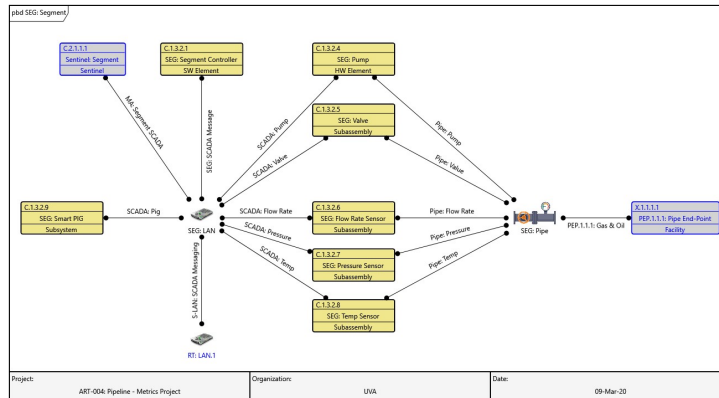 pbd SEG: Segment
C.2.1.1.1
Sentinel: Segment
Sentinel
C.1.3.2.1
SEG: Segment Controller
SW Element
C.1.3.2.4
SEG: Pump
HW Element
C.1.3.2.5
SEG: Valve
Subassembly
MA: Segment SCADA
SEG: SCADA Message
SCADA: Pump
SCADA: Valve
Pipe: Pump
Pipe: Value
C.1.3.2.9
SEG: Smart PIG
Subsystem
SCADA: Pig
SEG: LAN
SCADA: Flow Rate
C.1.3.2.6
SEG: Flow Rate Sensor
Subassembly
Pipe: Flow Rate
SEG: Pipe
PEP.1.1.1: Gas & Oil
X.1.1.1.1
PEP.1.1.1: Pipe End-Point
Facility
SCADA: Pressure
C.1.3.2.7
SEG: Pressure Sensor
Subassembly
Pipe: Pressure
SCADA: Temp
C.1.3.2.8
SEG: Temp Sensor
Subassembly
Pipe: Temp
S-LAN: SCADA Messaging
RT: LAN.1
Project:
ART-004: Pipeline - Metrics Project
Organization:
UVA
Date:
09-Mar-20